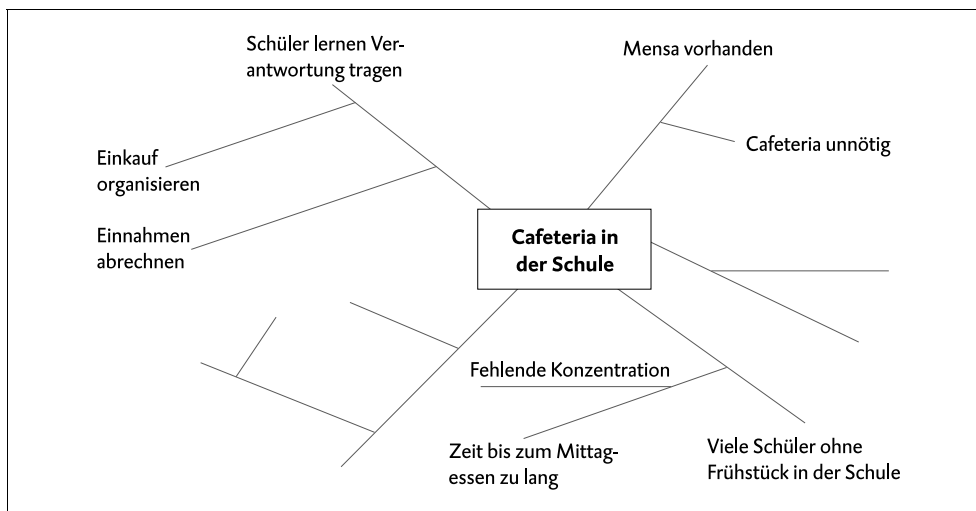 Schüler lernen Ver-
antwortung tragen
Mensa vorhanden
Einkauf
organisieren
Cafeteria unnötig
Einnahmen
abrechnen
Cafeteria in
der Schule
Fehlende Konzentration
Zeit bis zum Mittag-
essen zu lang
Viele Schüler ohne
Frühstück in der Schule